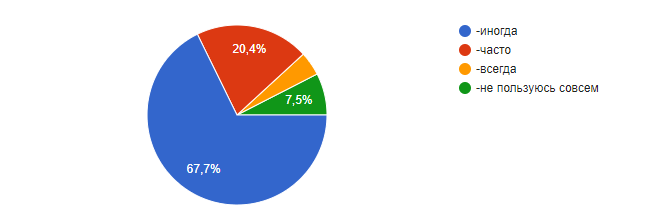 20,4%
7,5%
67,7%
-иногда
-часто
-всегда
-не пользуюсь совсем